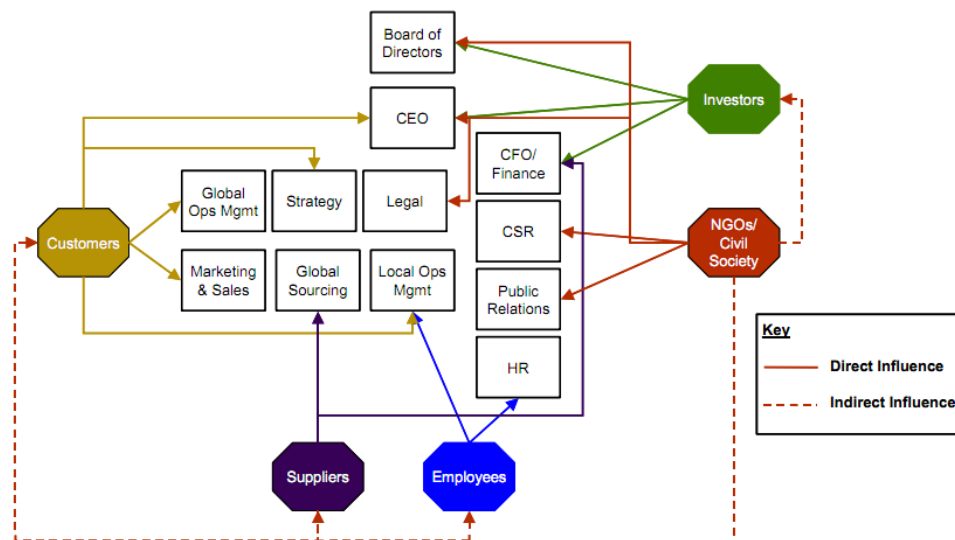 Board of
Directors
Investors
CEO
CFO/
Finance
Global
Ops Mgmt
Strategy
Legal
Customers
CSR
NGOs/
Civil
Society
Marketing
& Sales
Global
Sourcing
Local Ops
Mgmt
Public
Relations
Key
HR
Direct Influence
Indirect Influence
Suppliers
Employees